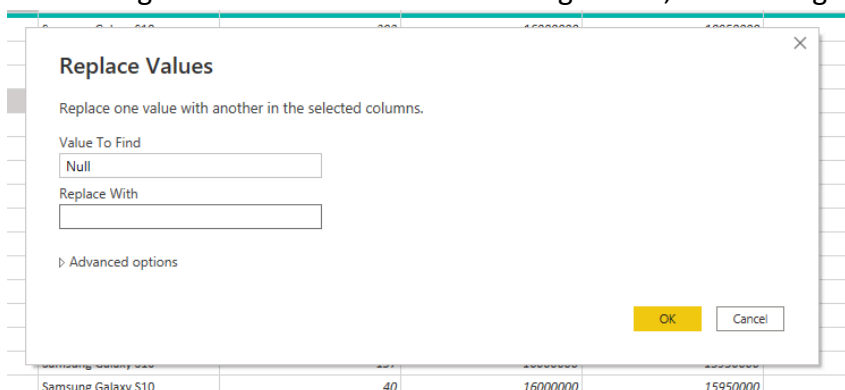 Replace Values
Replace one value with another in the selected columns.
Value To Find
Null
Replace With
Advanced options
OK Cancel
Samsung Galaxy S10 40 16000000 15950000